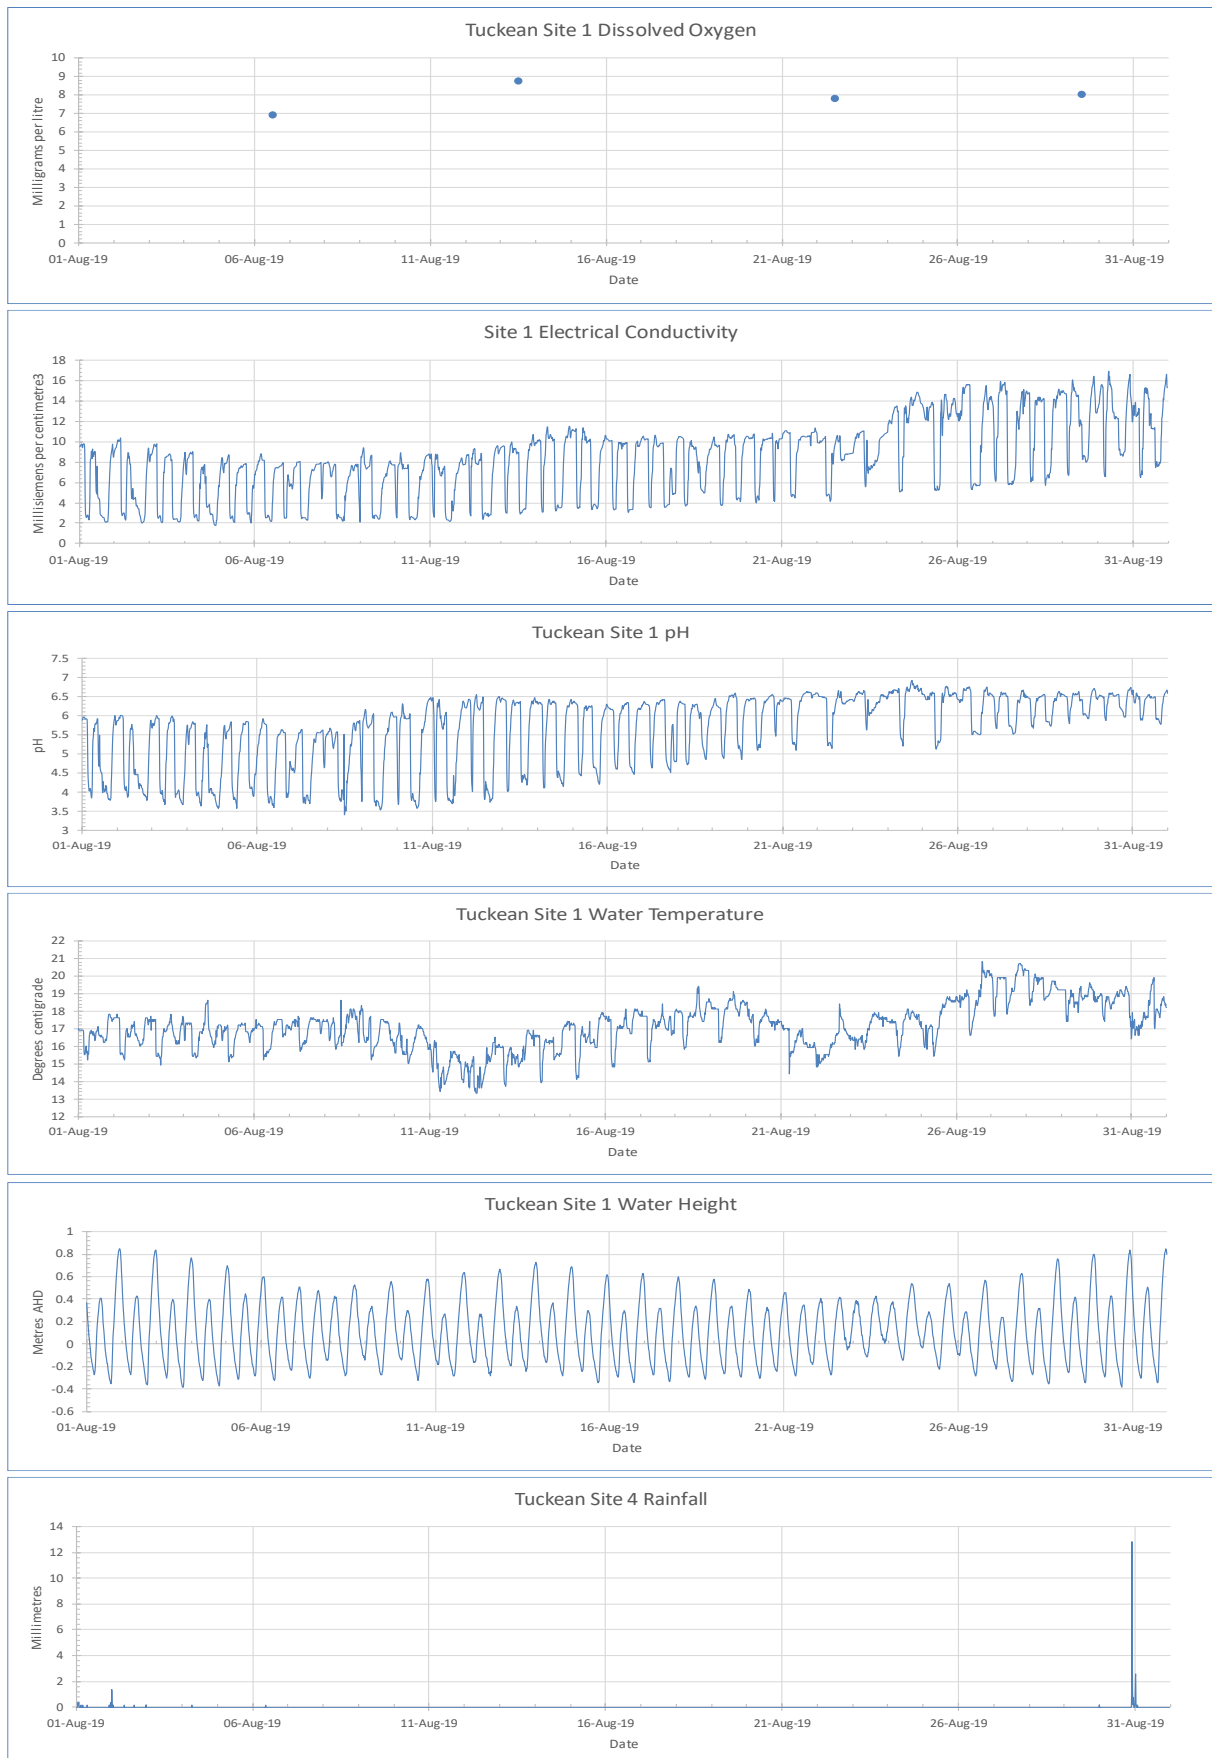 Tuckean Site 1 Dissolved Oxygen
Milligrams per litre
10
9
8
7
6
5
4
3
2
1
0
01-Aug-19 06-Aug-19 11-Aug-19 16-Aug-19 21-Aug-19 26-Aug-19 31-Aug-19
Date
Site 1 Electrical Conductivity
Millisiemens per centimetre3
18
16
14
12
10
8
6
4
2
0
01-Aug-19 06-Aug-19 11-Aug-19 16-Aug-19 21-Aug-19 26-Aug-19 31-Aug-19
Date
Tuckean Site 1 pH
pH
7.5
7
6.5
6
5.5
5
4.5
4
3.5
3
01-Aug-19 06-Aug-19 11-Aug-19 16-Aug-19 21-Aug-19 26-Aug-19 31-Aug-19
Date
Tuckean Site 1 Water Temperature
Degrees centigrade
22
21
20
19
18
17
16
15
14
13
12
01-Aug-19 06-Aug-19 11-Aug-19 16-Aug-19 21-Aug-19 26-Aug-19 31-Aug-19
Date
Tuckean Site 1 Water Height
Metres AHD
1
0.8
0.6
0.4
0.2
0
-0.2
-0.4
-0.6
01-Aug-19 06-Aug-19 11-Aug-19 16-Aug-19 21-Aug-19 26-Aug-19 31-Aug-19
Date
Tuckean Site 4 Rainfall
Millimetres
14
12
10
8
6
4
2
0
01-Aug-19 06-Aug-19 11-Aug-19 16-Aug-19 21-Aug-19 26-Aug-19 31-Aug-19
Date